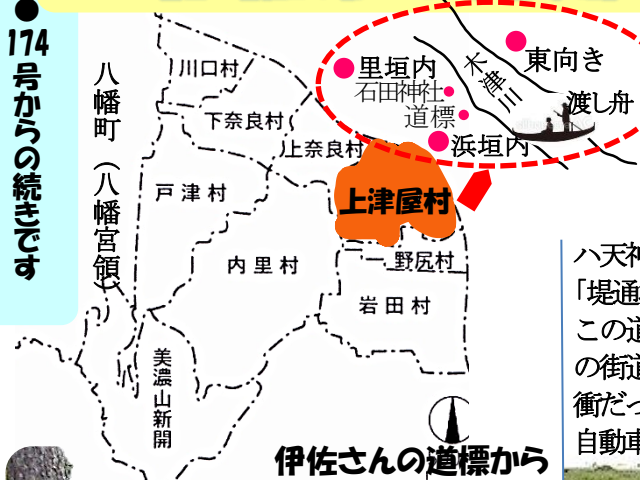 ●174号からの続きです
八幡町（八幡宮領）
川口村
下奈良村
上奈良村
戸津村
内里村
上津屋村
野尻村
岩田村
美濃山新開
里垣内
石田神社
道標
浜垣内
木津川
東向き
渡し舟
伊佐さんの道標から
ハ天神
「堤通
この道
の街道
衝だっ
自動車